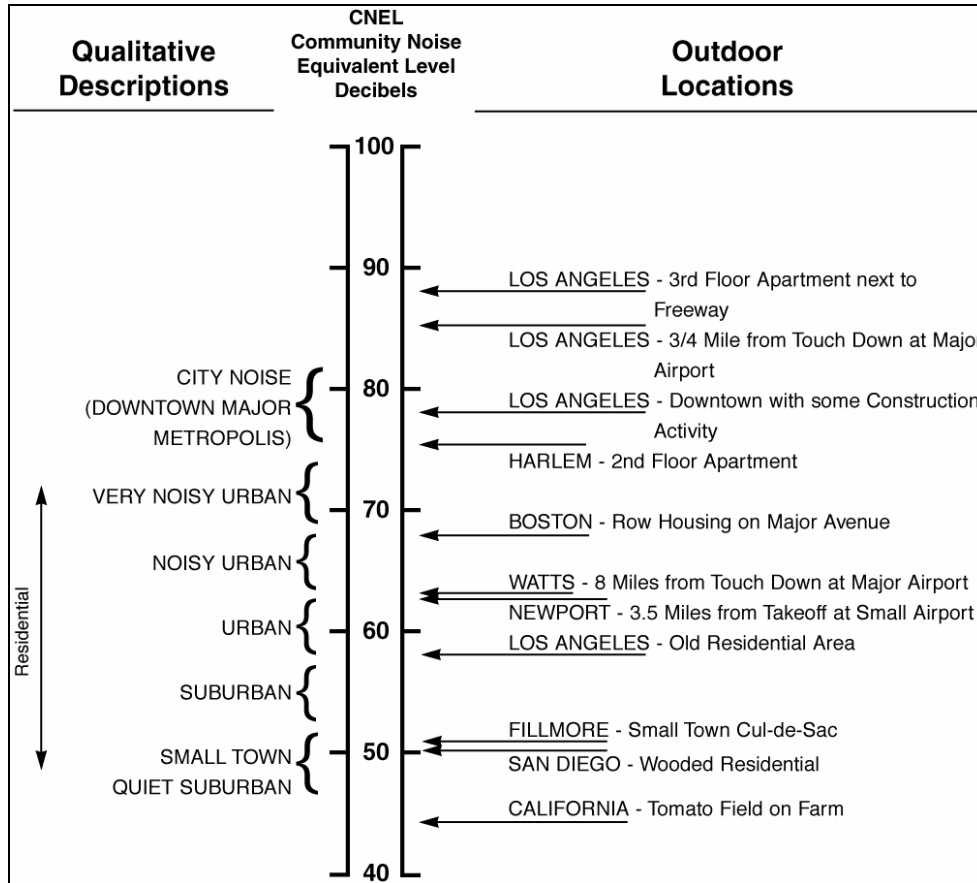 Qualitative
Descriptions
CNEL
Community Noise
Equivalent Level
Decibels
Outdoor
Locations
100
90
80
70
60
50
40
CITY NOISE
(DOWNTOWN MAJOR
METROPOLIS)
VERY NOISY URBAN
NOISY URBAN
URBAN
SUBURBAN
SMALL TOWN
QUIET SUBURBAN
Residential
LOS ANGELES - 3rd Floor Apartment next to
Freeway
LOS ANGELES - 3/4 Mile from Touch Down at Major
Airport
LOS ANGELES - Downtown with some Construction
Activity
HARLEM - 2nd Floor Apartment
BOSTON - Row Housing on Major Avenue
WATTS - 8 Miles from Touch Down at Major Airport
NEWPORT - 3.5 Miles from Takeoff at Small Airport
LOS ANGELES - Old Residential Area
FILLMORE - Small Town Cul-de-Sac
SAN DIEGO - Wooded Residential
CALIFORNIA - Tomato Field on Farm